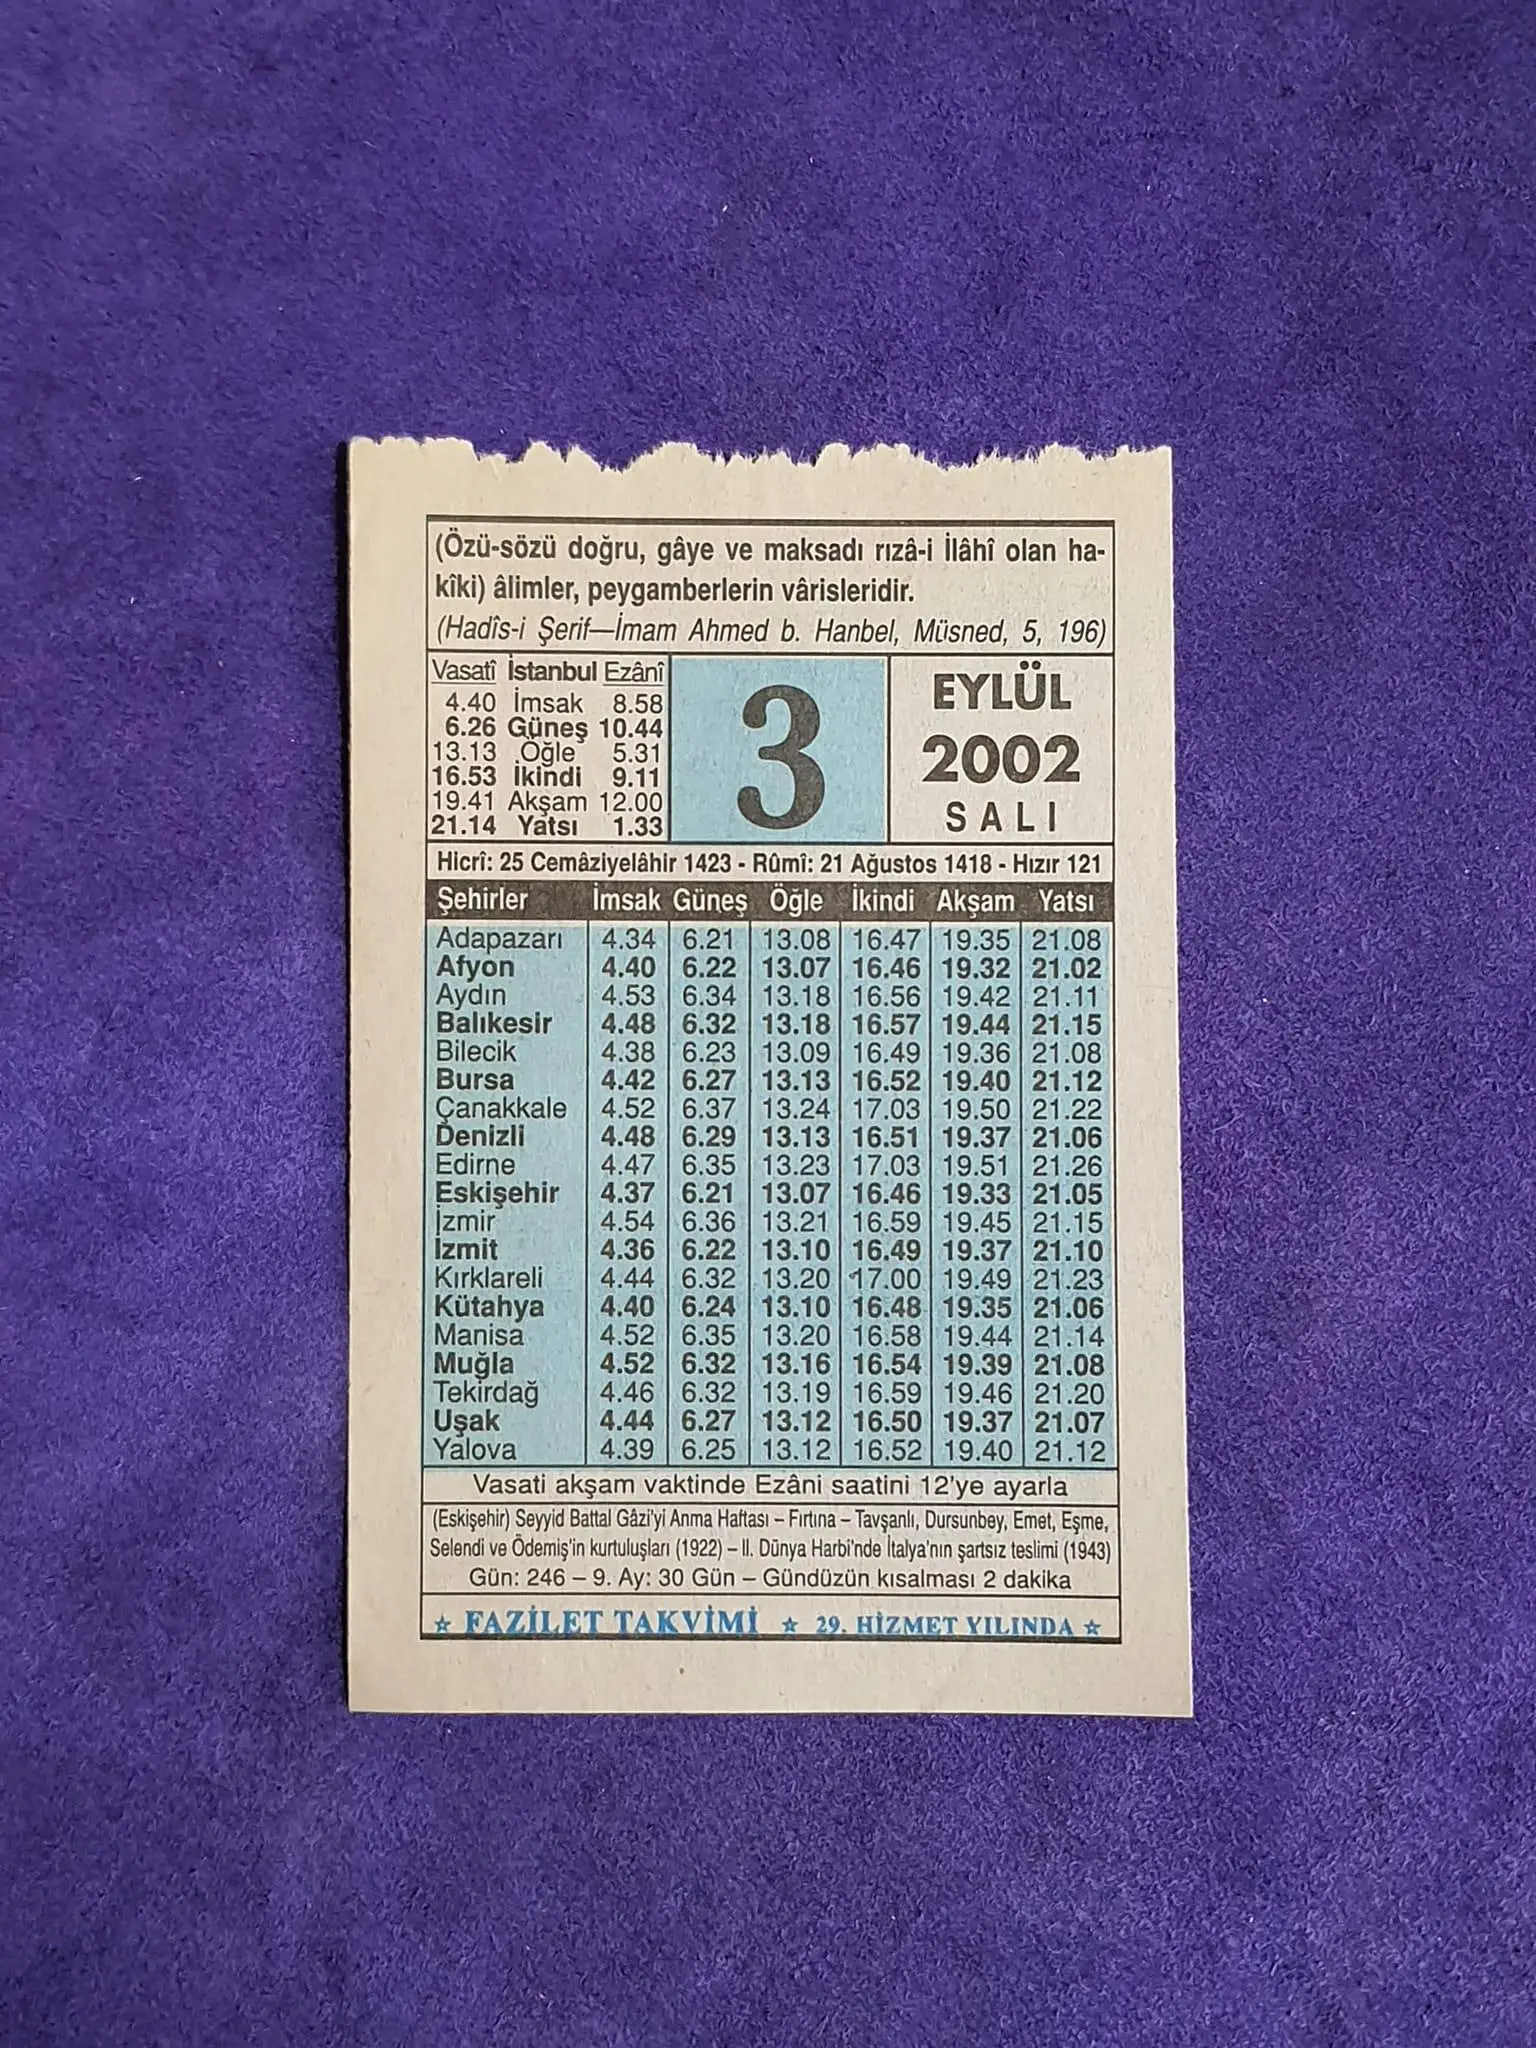 (Özü-sözü doğru, gâye ve maksadı rızâ-i İlâhî olan ha-
kîki) âlimler, peygamberlerin vârisleridir.
(Hadîs-i Şerif—İmam Ahmed b. Hanbel, Müsned, 5, 196)
Vasatî İstanbul Ezânî
4.40 İmsak 8.58
6.26 Güneş 10.44
13.13 Öğle 5.31
16.53 İkindi 9.11
19.41 Akşam 12.00
21.14 Yatsı 1.33
3
EYLÜL
2002
SALI
Hicrî: 25 Cemâziyelâhir 1423 - Rûmî: 21 Ağustos 1418 - Hızır 121
Şehirler İmsak Güneş Öğle İkindi Akşam Yatsı
Adapazarı 4.34 6.21 13.08 16.47 19.35 21.08
Afyon 4.40 6.22 13.07 16.46 19.32 21.02
Aydın 4.53 6.34 13.18 16.56 19.42 21.11
Balıkesir 4.48 6.32 13.18 16.57 19.44 21.15
Bilecik 4.38 6.23 13.09 16.49 19.36 21.08
Bursa 4.42 6.27 13.13 16.52 19.40 21.12
Çanakkale 4.52 6.37 13.24 17.03 19.50 21.22
Denizli 4.48 6.29 13.13 16.51 19.37 21.06
Edirne 4.47 6.35 13.23 17.03 19.51 21.26
Eskişehir 4.37 6.21 13.07 16.46 19.33 21.05
İzmir 4.54 6.36 13.21 16.59 19.45 21.15
İzmit 4.36 6.22 13.10 16.49 19.37 21.10
Kırklareli 4.44 6.32 13.20 17.00 19.49 21.23
Kütahya 4.40 6.24 13.10 16.48 19.35 21.06
Manisa 4.52 6.35 13.20 16.58 19.44 21.14
Muğla 4.52 6.32 13.16 16.54 19.39 21.08
Tekirdağ 4.46 6.32 13.19 16.59 19.46 21.20
Uşak 4.44 6.27 13.12 16.50 19.37 21.07
Yalova 4.39 6.25 13.12 16.52 19.40 21.12
Vasati akşam vaktinde Ezâni saatini 12'ye ayarla
(Eskişehir) Seyyid Battal Gâzi'yi Anma Haftası – Fırtına – Tavşanlı, Dursunbey, Emet, Eşme,
Selendi ve Ödemiş'in kurtuluşları (1922) – II. Dünya Harbi'nde İtalya'nın şartsız teslimi (1943)
Gün: 246 – 9. Ay: 30 Gün – Gündüzün kısalması 2 dakika
☆ FAZİLET TAKVİMİ ☆ 29. HİZMET YILINDA ☆